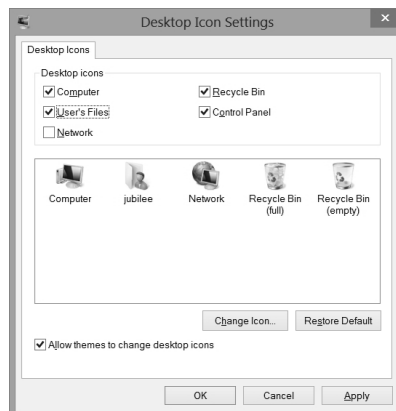 Desktop Icon Settings
Desktop Icons
Desktop icons
Computer
Recycle Bin
User's Files
Control Panel
Network
Computer
jubilee
Network
Recycle Bin
(full)
Recycle Bin
(empty)
Change Icon...
Restore Default
Allow themes to change desktop icons
OK
Cancel
Apply